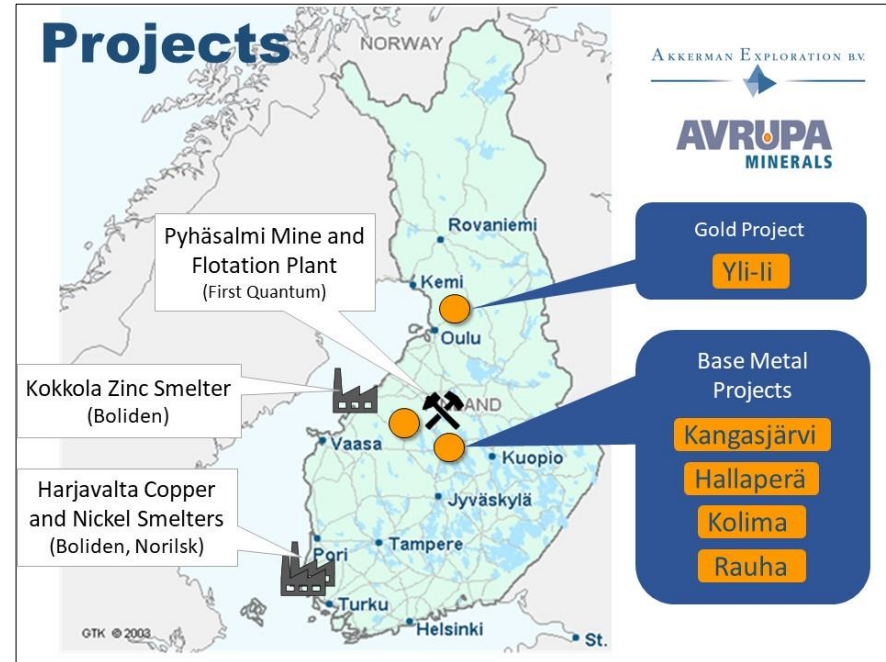 Projects
NORWAY
AKKERMAN EXPLORATION B.V.
AVRUPA
MINERALS
Pyhäsalmi Mine and
Flotation Plant
(First Quantum)
Rovaniemi
Kemi
Oulu
Gold Project
Yli-Ii
Kokkola Zinc Smelter
(Boliden)
NLAND
Vaasa
Kuopio
Jyväskylä
Base Metal
Projects
Kangasjärvi
Hallaperä
Kolima
Rauha
Harjavalta Copper
and Nickel Smelters
(Boliden, Norilsk)
Pori
Tampere
Turku
Helsinki
St.
GTK © 2003